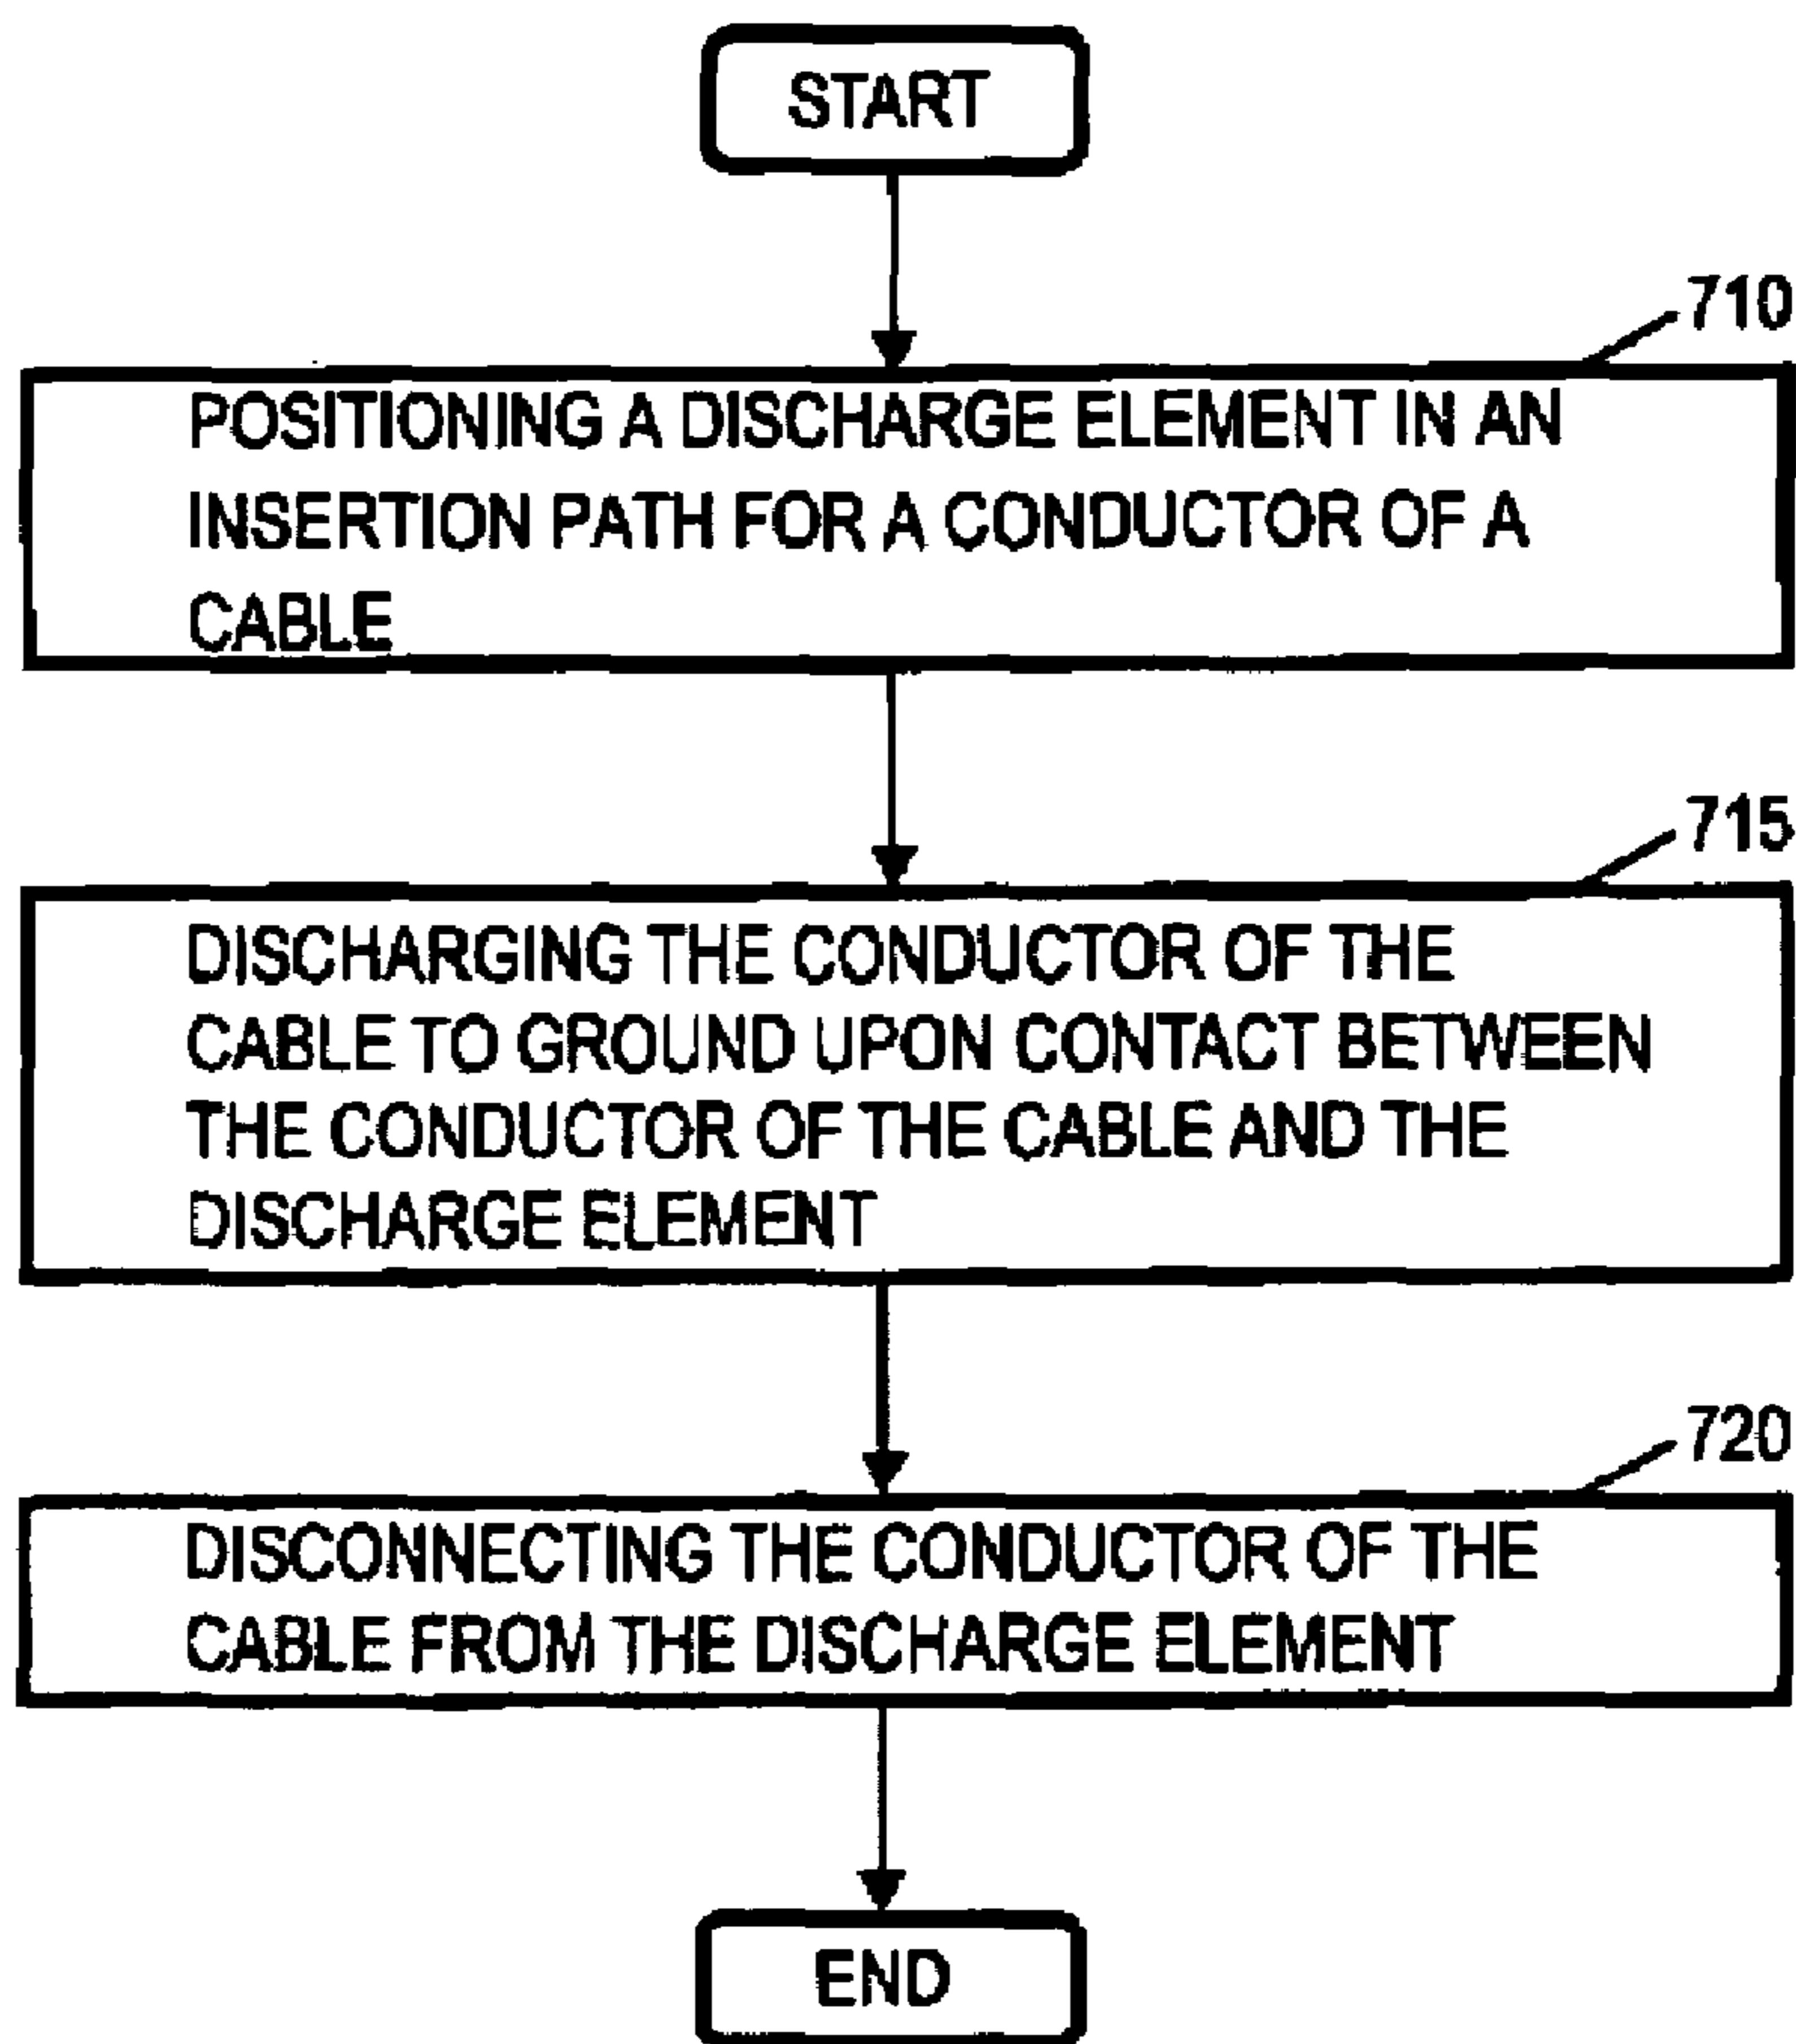 START
710
POSITIONING A DISCHARGE ELEMENT IN AN
INSERTION PATH FOR A CONDUCTOR OF A
CABLE
715
DISCHARGING THE CONDUCTOR OF THE
CABLE TO GROUND UPON CONTACT BETWEEN
THE CONDUCTOR OF THE CABLE AND THE
DISCHARGE ELEMENT
720
DISCONNECTING THE CONDUCTOR OF THE
CABLE FROM THE DISCHARGE ELEMENT
END